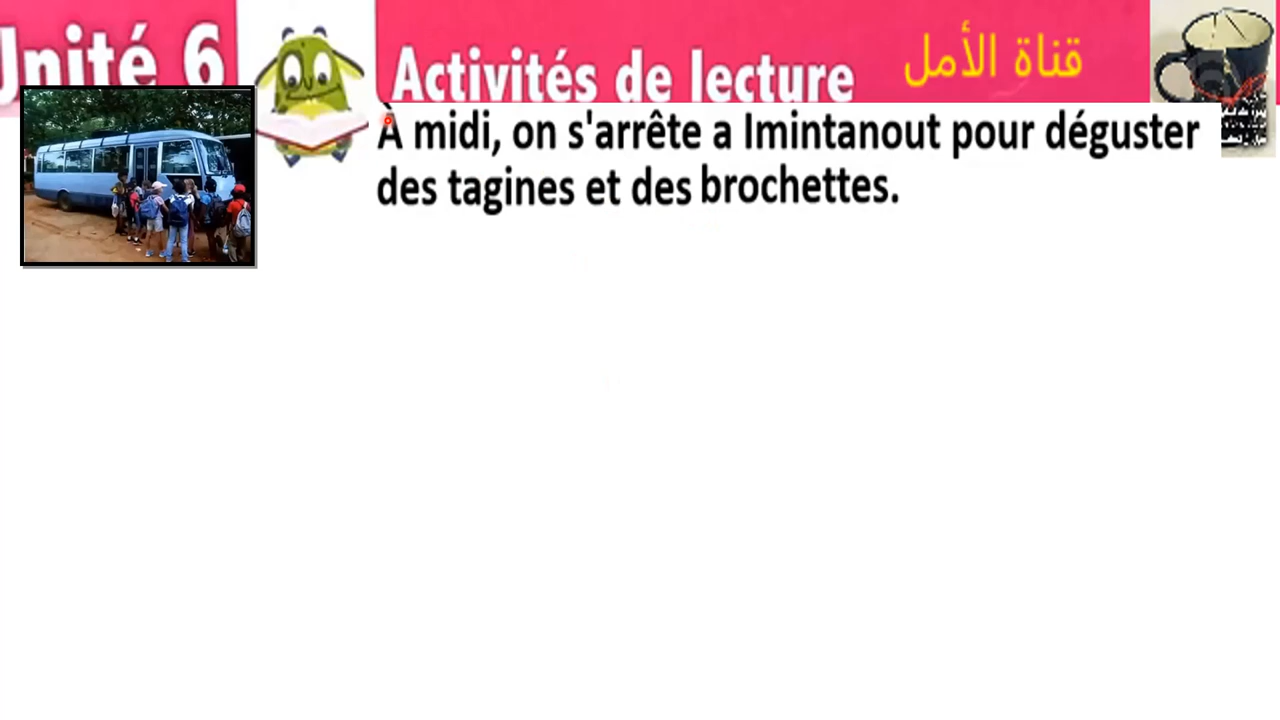 Unité 6
Activités de lecture
قناة الأمل
À midi, on s'arrête a Imintanout pour déguster
des tagines et des brochettes.